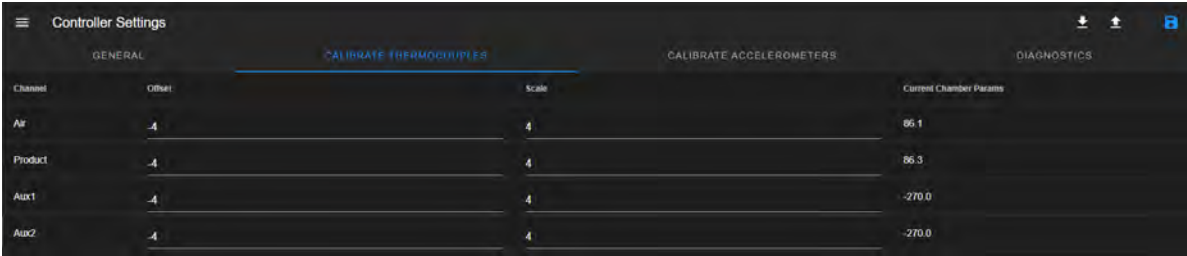 Controller Settings
GENERAL CALIBRATE THERMOCOUPLES CALIBRATE ACCELEROMETERS DIAGNOSTICS
Channel Offset Scale Current Chamber Params
Air -4 4 86.1
Product -4 4 86.3
Aux1 -4 4 -270.0
Aux2 -4 4 -270.0